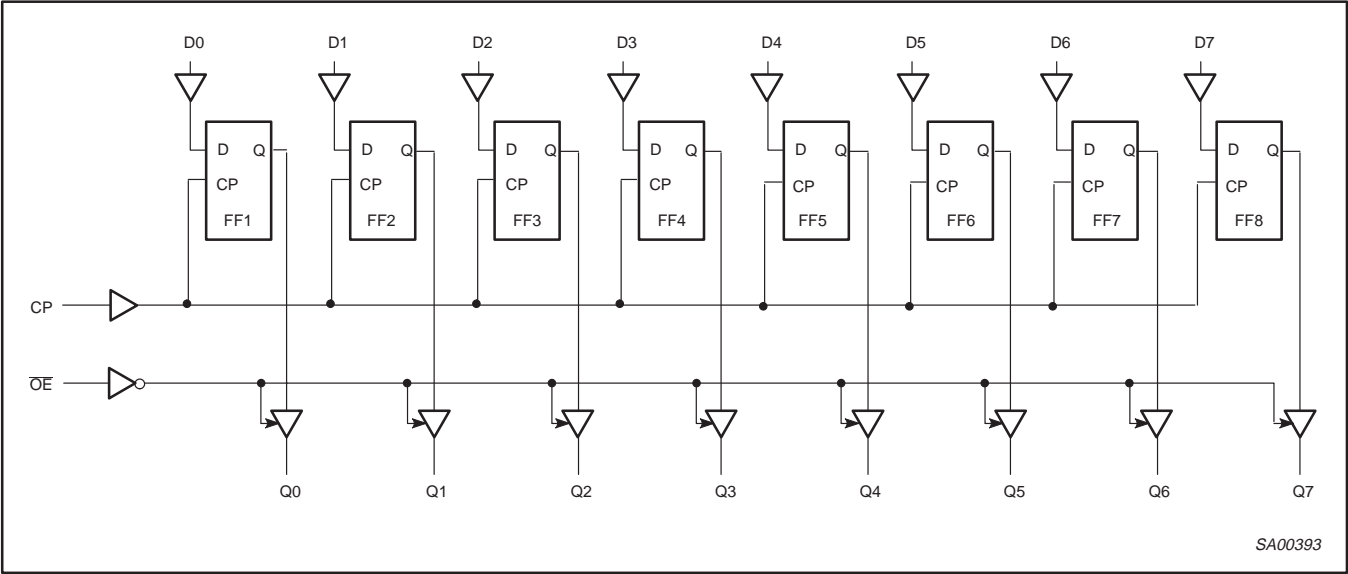 D0 D1 D2 D3 D4 D5 D6 D7
D Q D Q D Q D Q D Q D Q D Q D Q
CP CP CP CP CP CP CP CP
FF1 FF2 FF3 FF4 FF5 FF6 FF7 FF8
CP
O̅E̅
Q0 Q1 Q2 Q3 Q4 Q5 Q6 Q7
SA00393